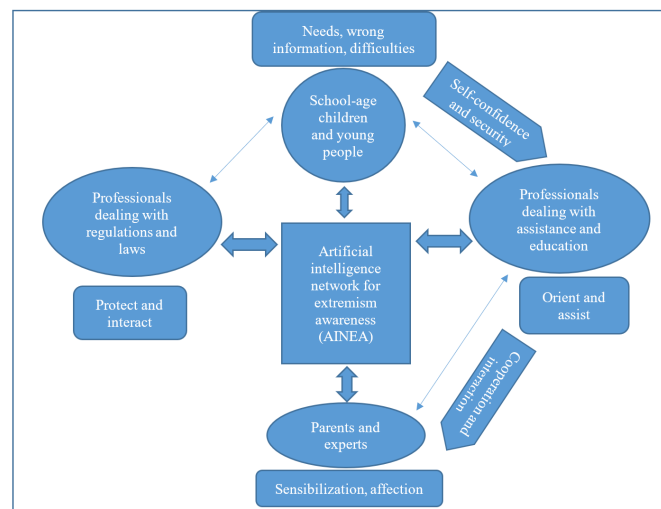 Needs, wrong
information, difficulties
School-age
children
and young
people
Self-confidence
and security
Professionals
dealing with
regulations and
laws
Professionals
dealing with
assistance and
education
Artificial
intelligence
network for
extremism
awareness
(AINEA)
Protect and
interact
Orient and
assist
Cooperation and
interaction
Parents and
experts
Sensibilization, affection